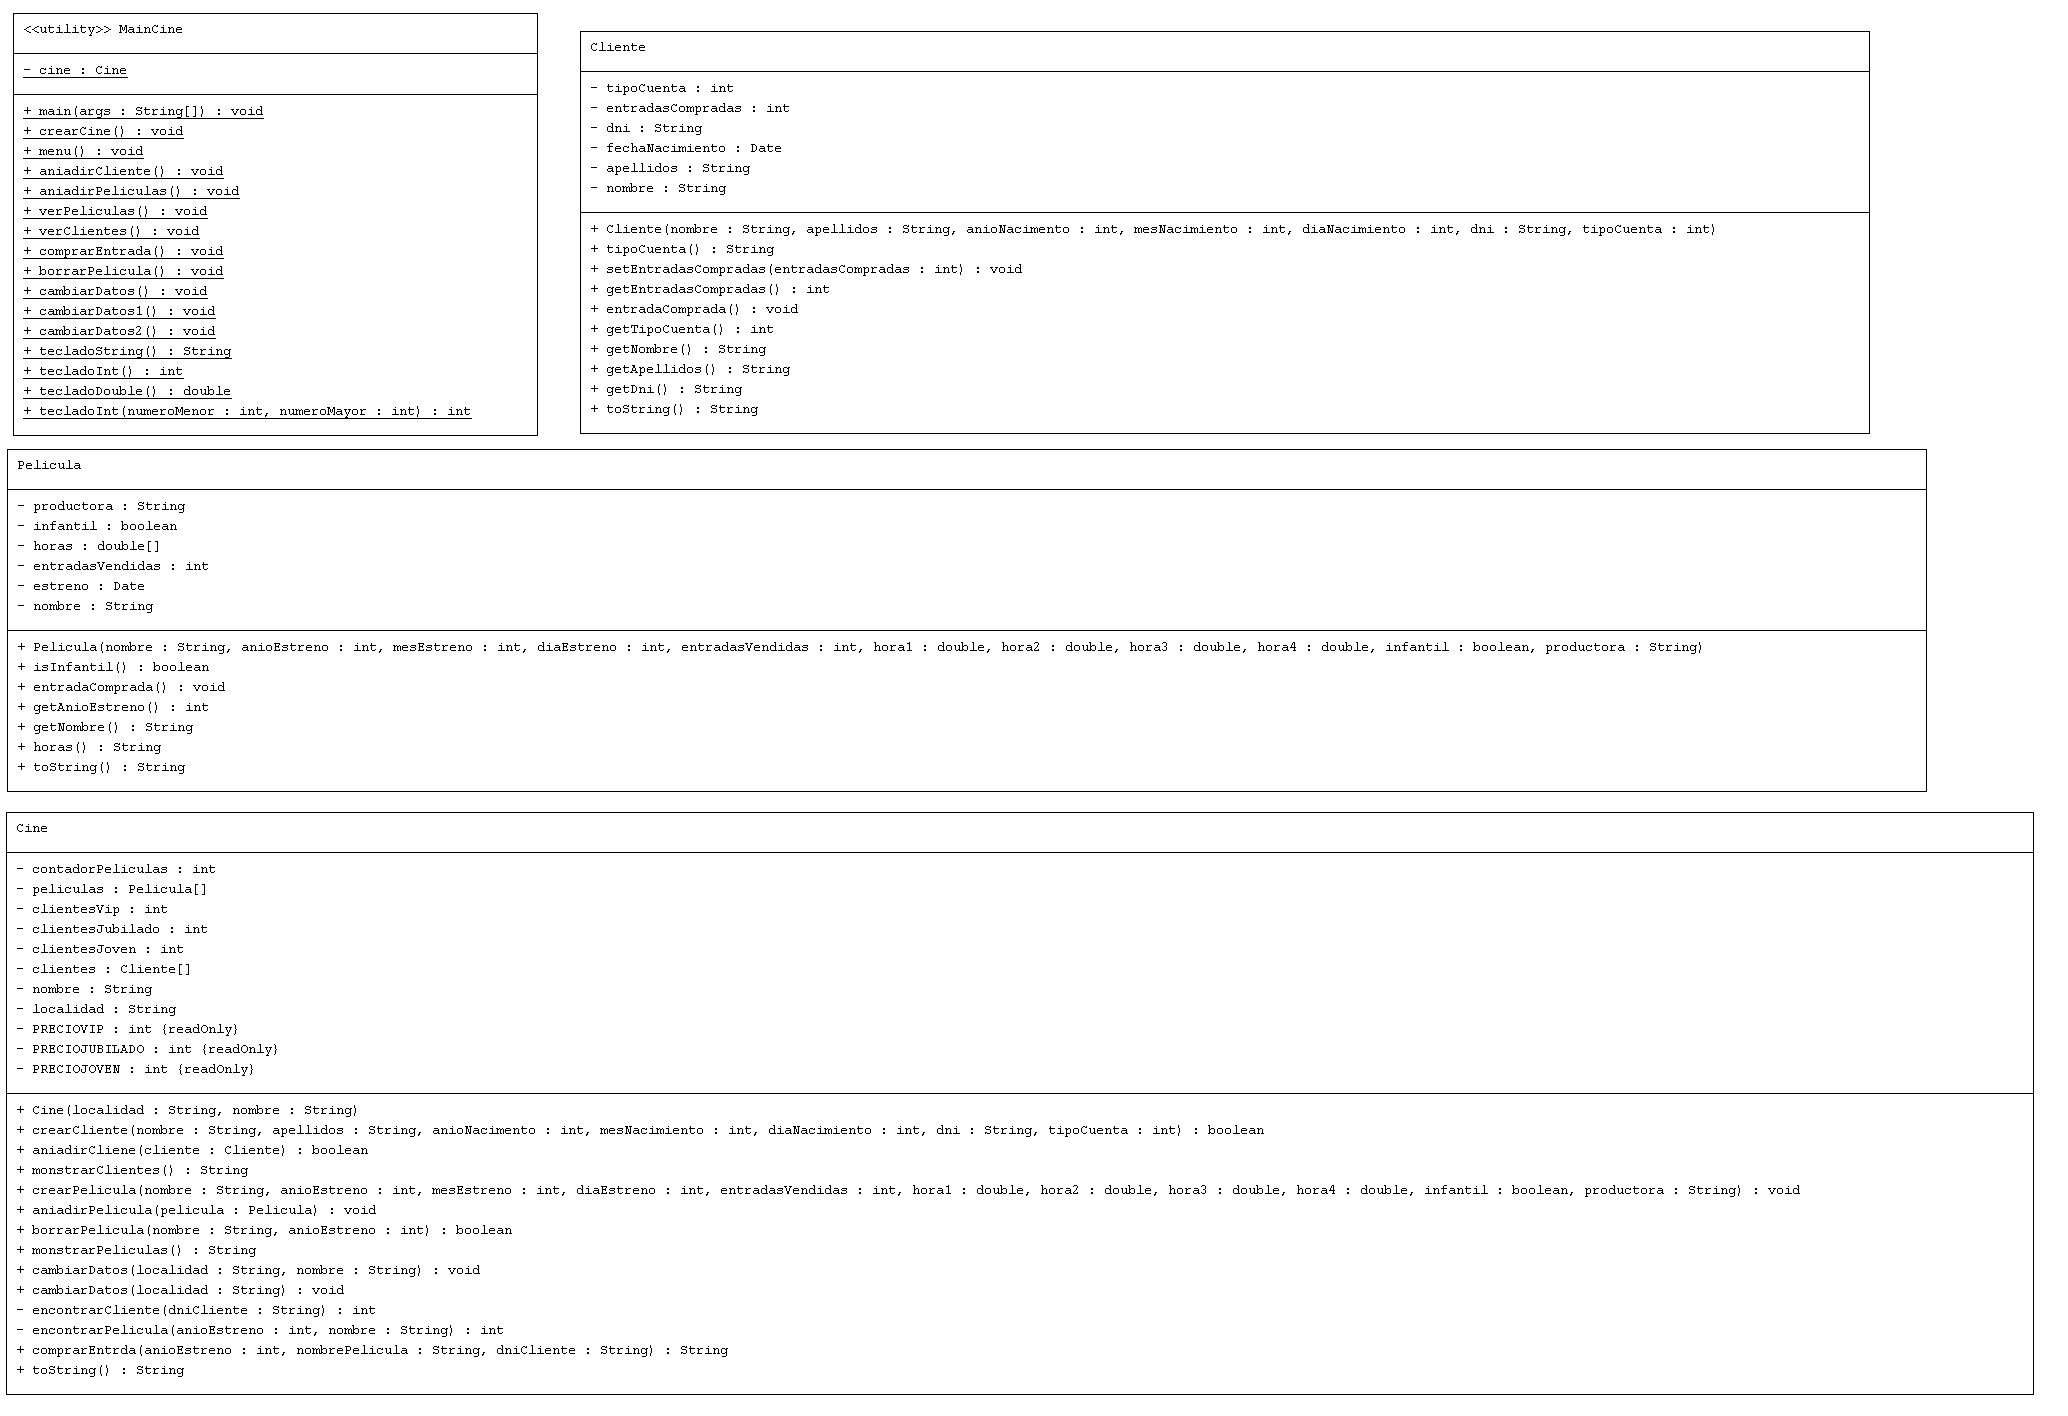 <<utility>> MainCine
- cine : Cine
+ main(args : String[]) : void
+ crearCine() : void
+ menu() : void
+ aniadirCliente() : void
+ aniadirPeliculas() : void
+ verPeliculas() : void
+ verClientes() : void
+ comprarEntrada() : void
+ borrarPelicula() : void
+ cambiarDatos() : void
+ cambiarDatos1() : void
+ cambiarDatos2() : void
+ tecladoString() : String
+ tecladoInt() : int
+ tecladoDouble() : double
+ tecladoInt(numeroMenor : int, numeroMayor : int) : int
Cliente
- tipoCuenta : int
- entradasCompradas : int
- dni : String
- fechaNacimiento : Date
- apellidos : String
- nombre : String
+ Cliente(nombre : String, apellidos : String, anioNacimento : int, mesNacimiento : int, diaNacimiento : int, dni : String, tipoCuenta : int)
+ tipoCuenta() : String
+ setEntradasCompradas(entradasCompradas : int) : void
+ getEntradasCompradas() : int
+ entradaComprada() : void
+ getTipoCuenta() : int
+ getNombre() : String
+ getApellidos() : String
+ getDni() : String
+ toString() : String
Pelicula
- productora : String
- infantil : boolean
- horas : double[]
- entradasVendidas : int
- estreno : Date
- nombre : String
+ Pelicula(nombre : String, anioEstreno : int, mesEstreno : int, diaEstreno : int, entradasVendidas : int, hora1 : double, hora2 : double, hora3 : double, hora4 : double, infantil : boolean, productora : String)
+ isInfantil() : boolean
+ entradaComprada() : void
+ getAnioEstreno() : int
+ getNombre() : String
+ horas() : String
+ toString() : String
Cine
- contadorPeliculas : int
- peliculas : Pelicula[]
- clientesVip : int
- clientesJubilado : int
- clientesJoven : int
- clientes : Cliente[]
- nombre : String
- localidad : String
- PRECIOVIP : int {readOnly}
- PRECIOJUBILADO : int {readOnly}
- PRECIOJOVEN : int {readOnly}
+ Cine(localidad : String, nombre : String)
+ crearCliente(nombre : String, apellidos : String, anioNacimento : int, mesNacimiento : int, diaNacimiento : int, dni : String, tipoCuenta : int) : boolean
+ aniadirCliene(cliente : Cliente) : boolean
+ monstrarClientes() : String
+ crearPelicula(nombre : String, anioEstreno : int, mesEstreno : int, diaEstreno : int, entradasVendidas : int, hora1 : double, hora2 : double, hora3 : double, hora4 : double, infantil : boolean, productora : String) : void
+ aniadirPelicula(pelicula : Pelicula) : void
+ borrarPelicula(nombre : String, anioEstreno : int) : boolean
+ monstrarPeliculas() : String
+ cambiarDatos(localidad : String, nombre : String) : void
+ cambiarDatos(localidad : String) : void
- encontrarCliente(dniCliente : String) : int
- encontrarPelicula(anioEstreno : int, nombre : String) : int
+ comprarEntrda(anioEstreno : int, nombrePelicula : String, dniCliente : String) : String
+ toString() : String